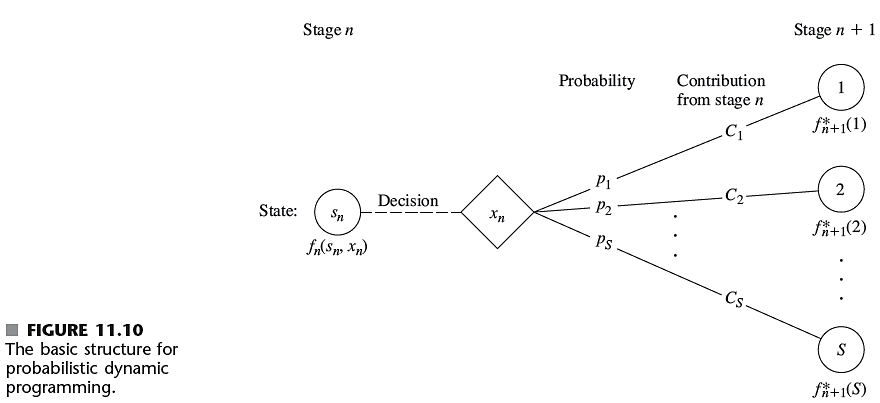 Stage n
Stage n + 1
Probability
Contribution
from stage n
1
C1
f*n+1(1)
p1
State:
sn
Decision
xn
p2
C2
2
fn(sn, xn)
f*n+1(2)
pS
CS
S
f*n+1(S)
FIGURE 11.10
The basic structure for
probabilistic dynamic
programming.